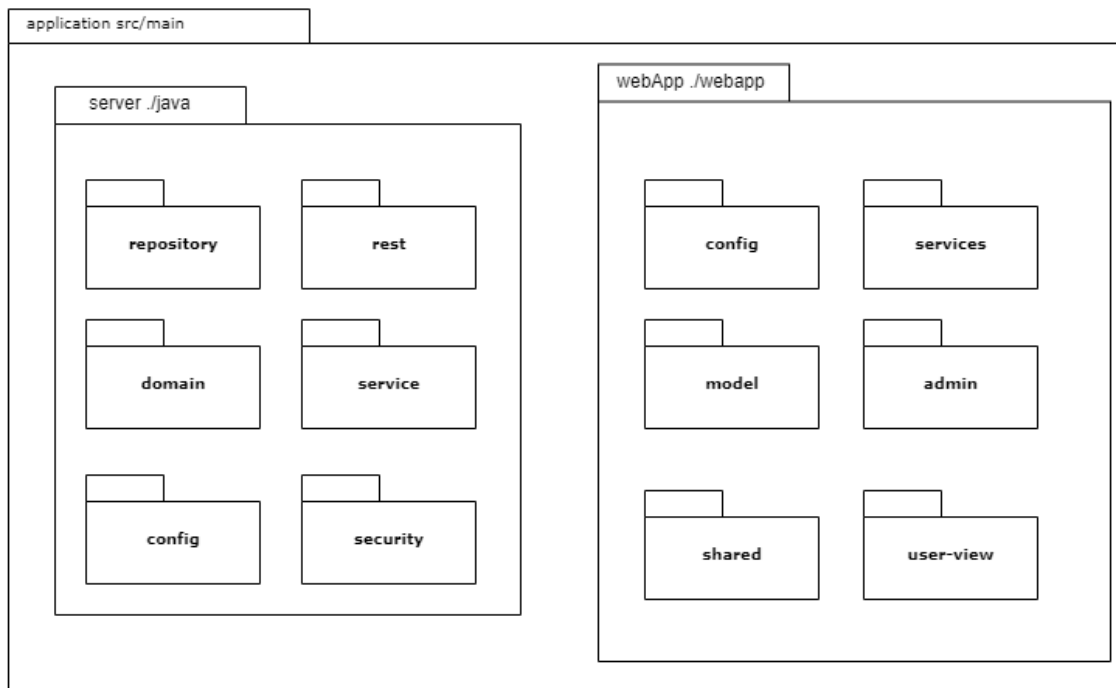 application src/main
server ./java
repository
rest
domain
service
config
security
webApp ./webapp
config
services
model
admin
shared
user-view